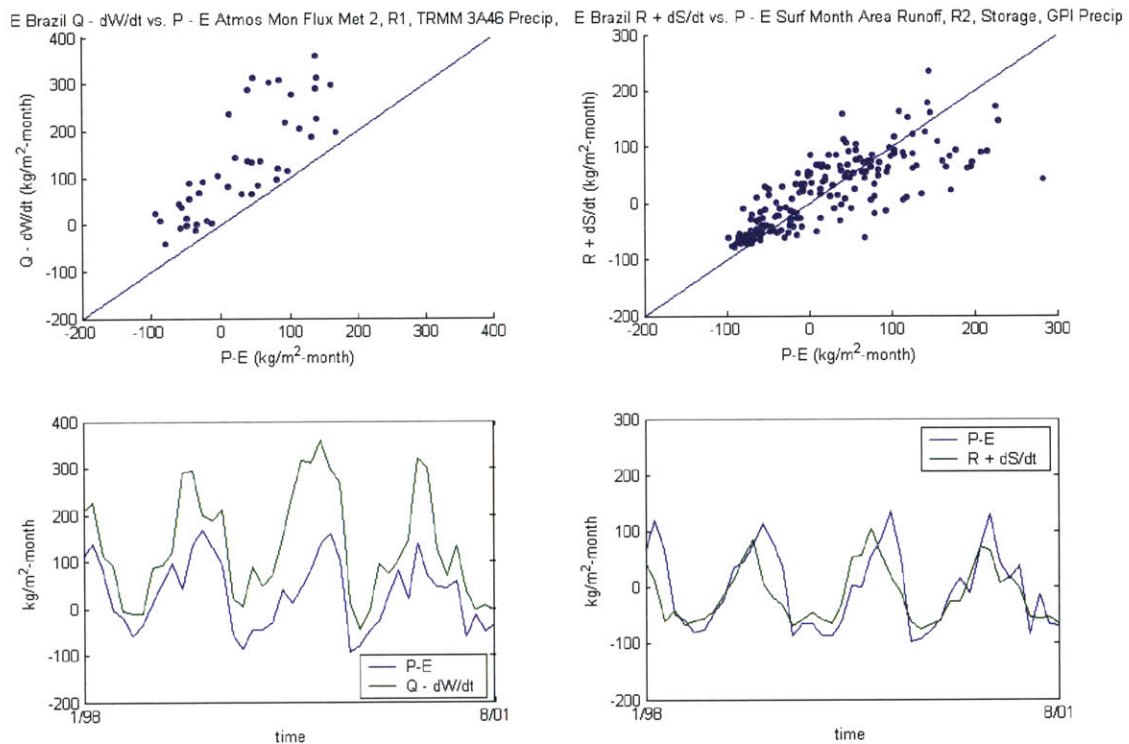 E Brazil Q - dW/dt vs. P - E Atmos Mon Flux Met 2, R1, TRMM 3A46 Precip,
400
300
200
100
0
-100
-200
Q - dW/dt (kg/m²-month)
-200 -100 0 100 200 300 400
P-E (kg/m²-month)
E Brazil R + dS/dt vs. P - E Surf Month Area Runoff, R2, Storage, GPI Precip
300
200
100
0
-100
-200
R + dS/dt (kg/m²-month)
-200 -100 0 100 200 300
P-E (kg/m²-month)
400
300
200
100
0
-100
-200
kg/m²-month
P-E
Q - dW/dt
1/98 8/01
time
300
200
100
0
-100
-200
kg/m²-month
P-E
R + dS/dt
1/98 8/01
time